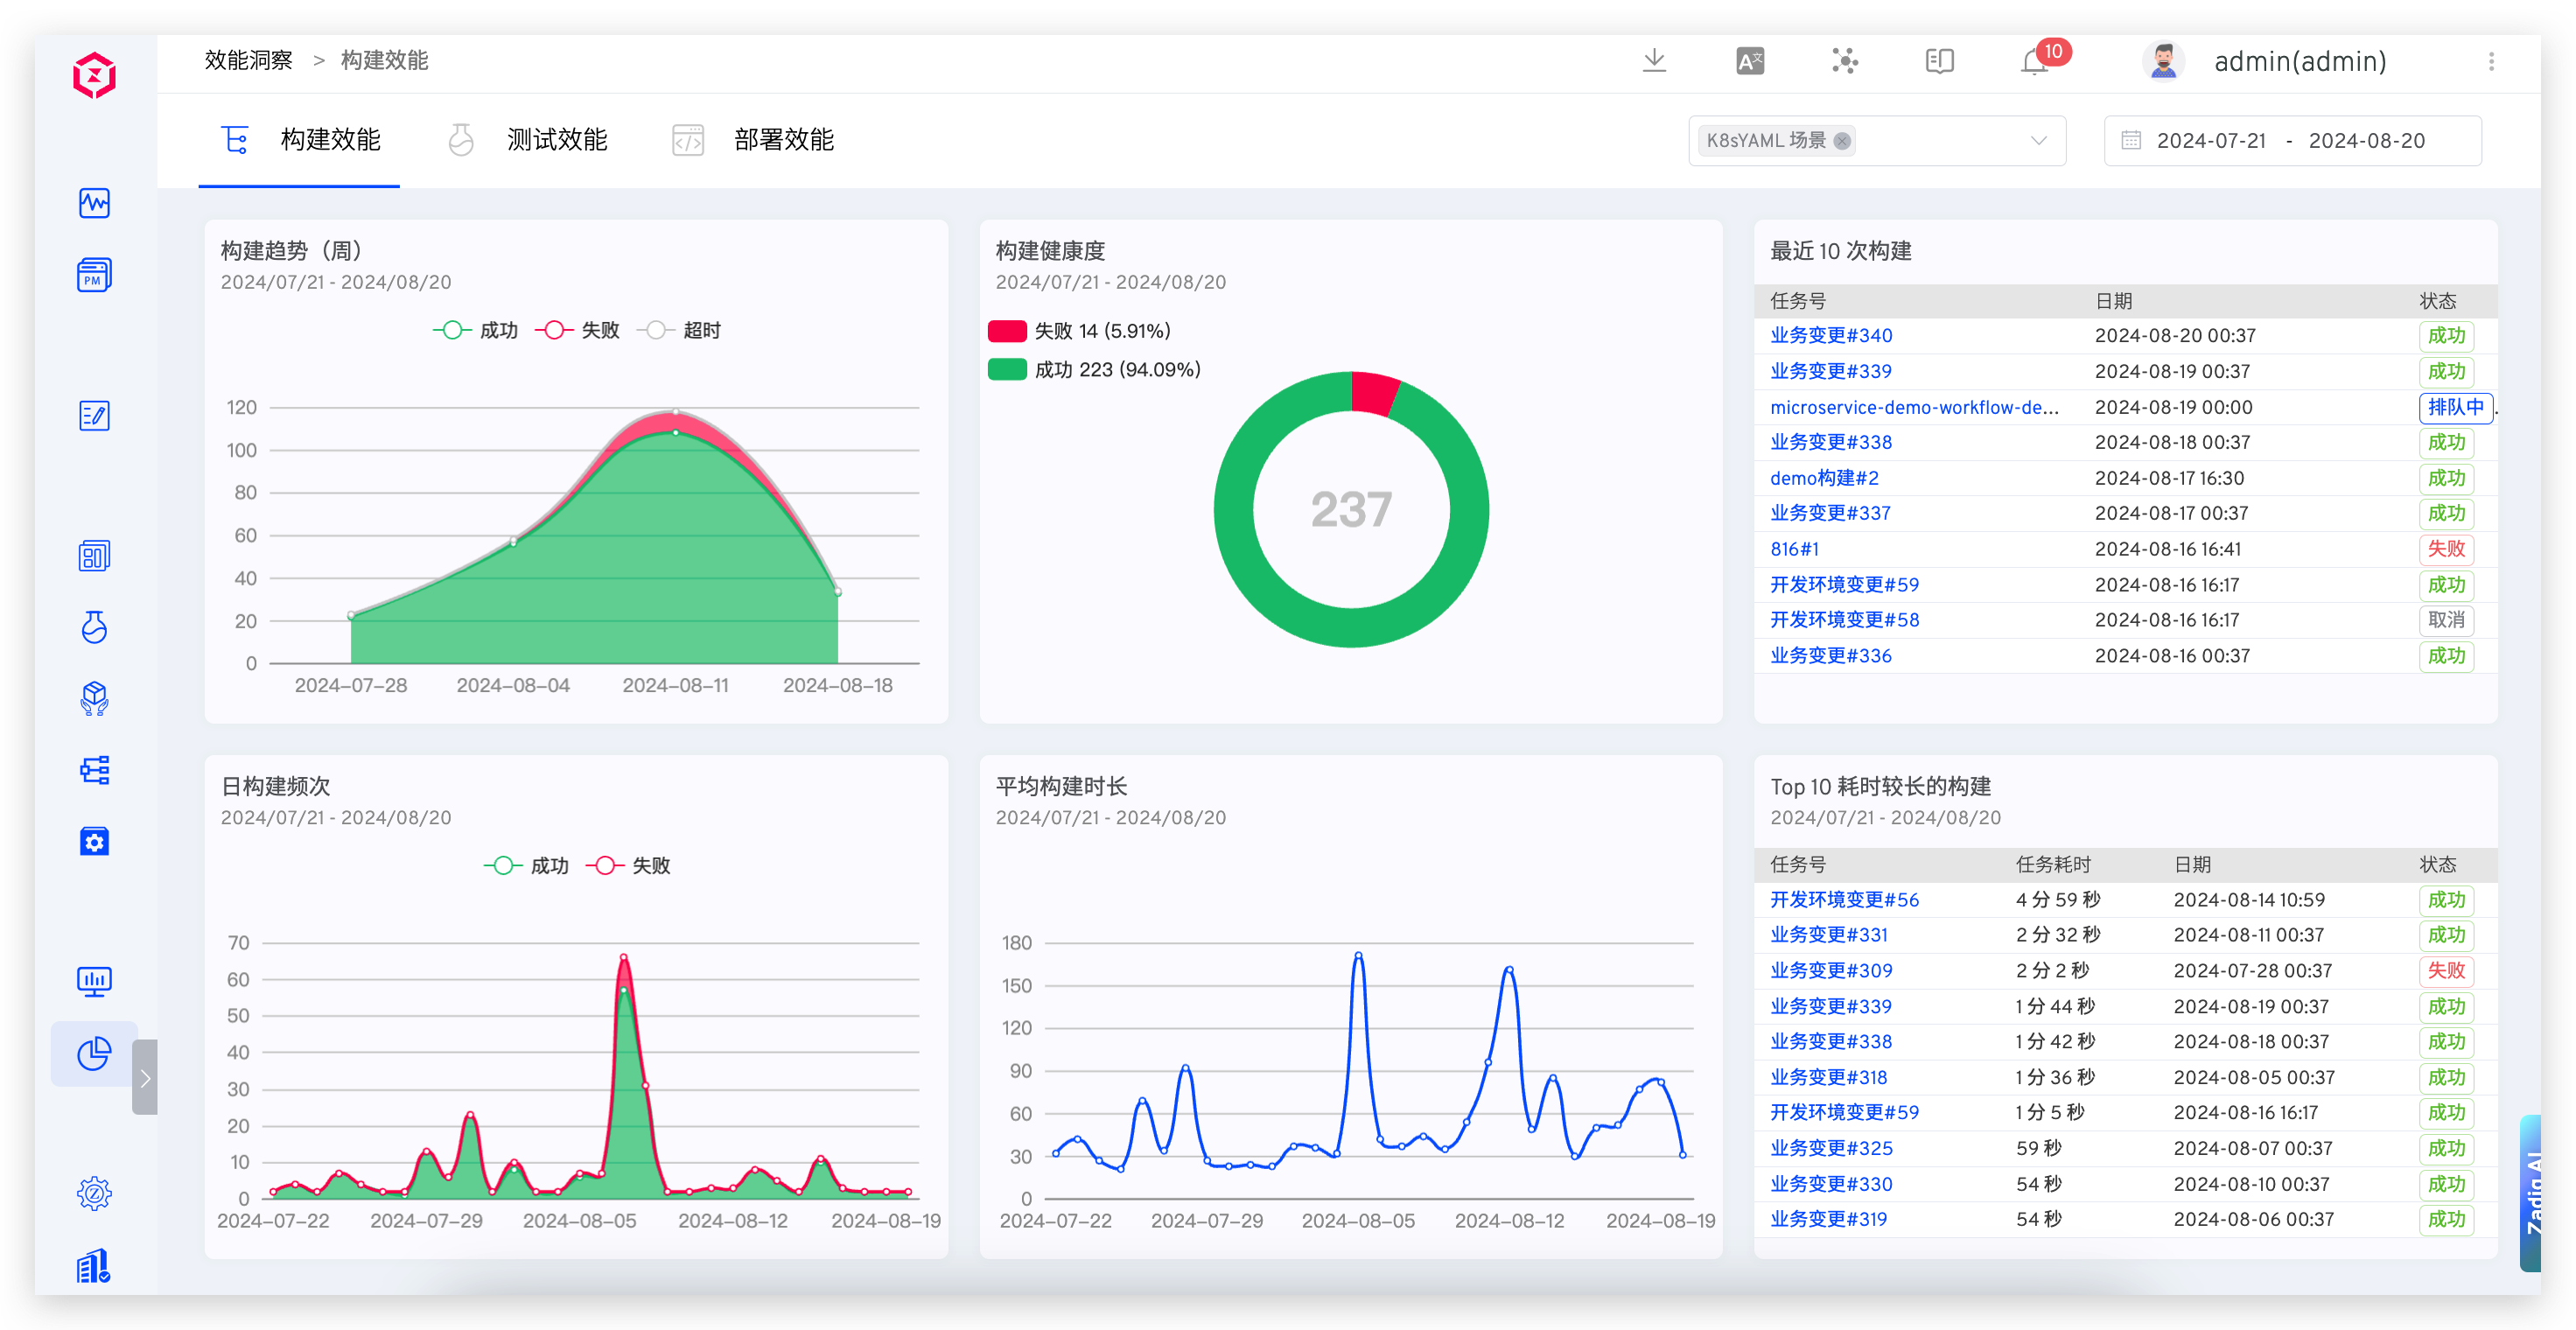 效能洞察 > 构建效能
10
admin(admin)
构建效能
测试效能
部署效能
K8sYAML 场景
2024-07-21 - 2024-08-20
PM
构建趋势（周）
2024/07/21 - 2024/08/20
成功 失败 超时
120
100
80
60
40
20
0
2024-07-28 2024-08-04 2024-08-11 2024-08-18
构建健康度
2024/07/21 - 2024/08/20
失败 14 (5.91%)
成功 223 (94.09%)
237
最近 10 次构建
任务号 日期 状态
业务变更#340 2024-08-20 00:37 成功
业务变更#339 2024-08-19 00:37 成功
microservice-demo-workflow-de... 2024-08-19 00:00 排队中
业务变更#338 2024-08-18 00:37 成功
demo构建#2 2024-08-17 16:30 成功
业务变更#337 2024-08-17 00:37 成功
816#1 2024-08-16 16:41 失败
开发环境变更#59 2024-08-16 16:17 成功
开发环境变更#58 2024-08-16 16:17 取消
业务变更#336 2024-08-16 00:37 成功
日构建频次
2024/07/21 - 2024/08/20
成功 失败
70
60
50
40
30
20
10
0
2024-07-22 2024-07-29 2024-08-05 2024-08-12 2024-08-19
平均构建时长
2024/07/21 - 2024/08/20
180
150
120
90
60
30
0
2024-07-22 2024-07-29 2024-08-05 2024-08-12 2024-08-19
Top 10 耗时较长的构建
2024/07/21 - 2024/08/20
任务号 任务耗时 日期 状态
开发环境变更#56 4 分 59 秒 2024-08-14 10:59 成功
业务变更#331 2 分 32 秒 2024-08-11 00:37 成功
业务变更#309 2 分 2 秒 2024-07-28 00:37 失败
业务变更#339 1 分 44 秒 2024-08-19 00:37 成功
业务变更#338 1 分 42 秒 2024-08-18 00:37 成功
业务变更#318 1 分 36 秒 2024-08-05 00:37 成功
开发环境变更#59 1 分 5 秒 2024-08-16 16:17 成功
业务变更#325 59 秒 2024-08-07 00:37 成功
业务变更#330 54 秒 2024-08-10 00:37 成功
业务变更#319 54 秒 2024-08-06 00:37 成功
Zadig AI